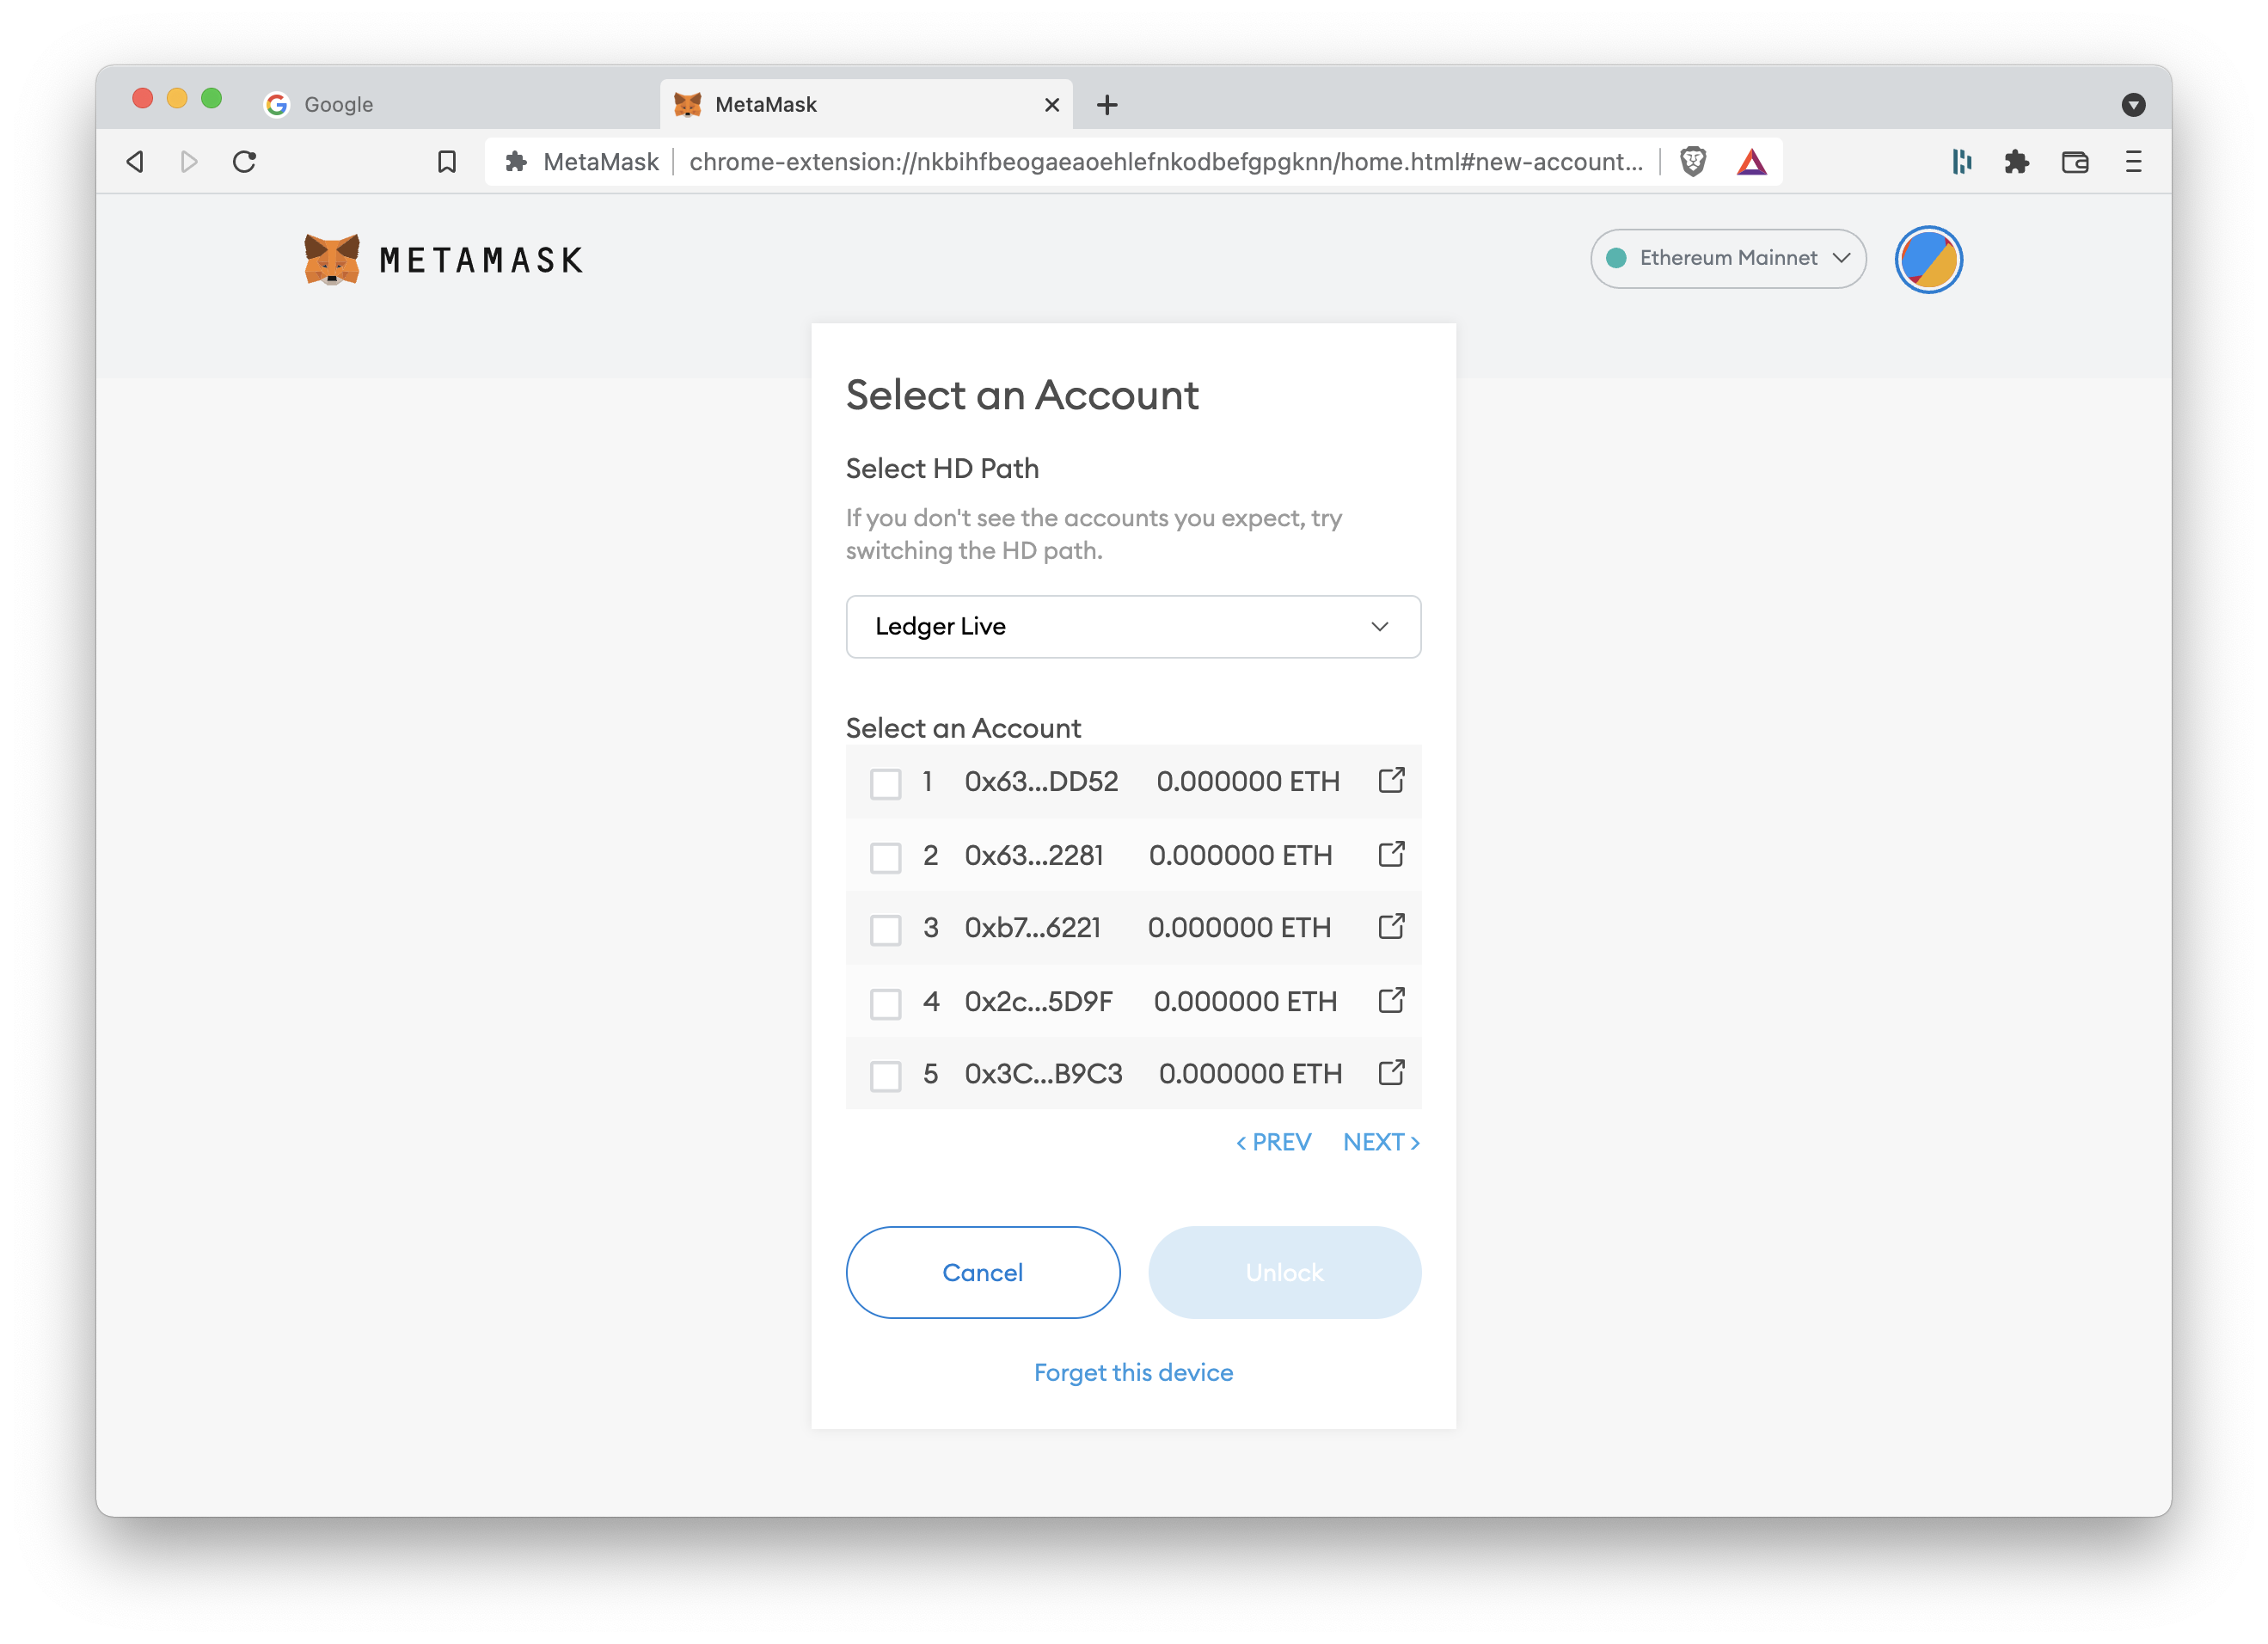 Google
MetaMask
MetaMask | chrome-extension://nkbihfbeogaeaoehlefnkodbefgpgknn/home.html#new-account...
METAMASK
Ethereum Mainnet
Select an Account
Select HD Path
If you don't see the accounts you expect, try
switching the HD path.
Ledger Live
Select an Account
1 0x63...DD52 0.000000 ETH
2 0x63...2281 0.000000 ETH
3 0xb7...6221 0.000000 ETH
4 0x2c...5D9F 0.000000 ETH
5 0x3C...B9C3 0.000000 ETH
< PREV NEXT >
Cancel Unlock
Forget this device